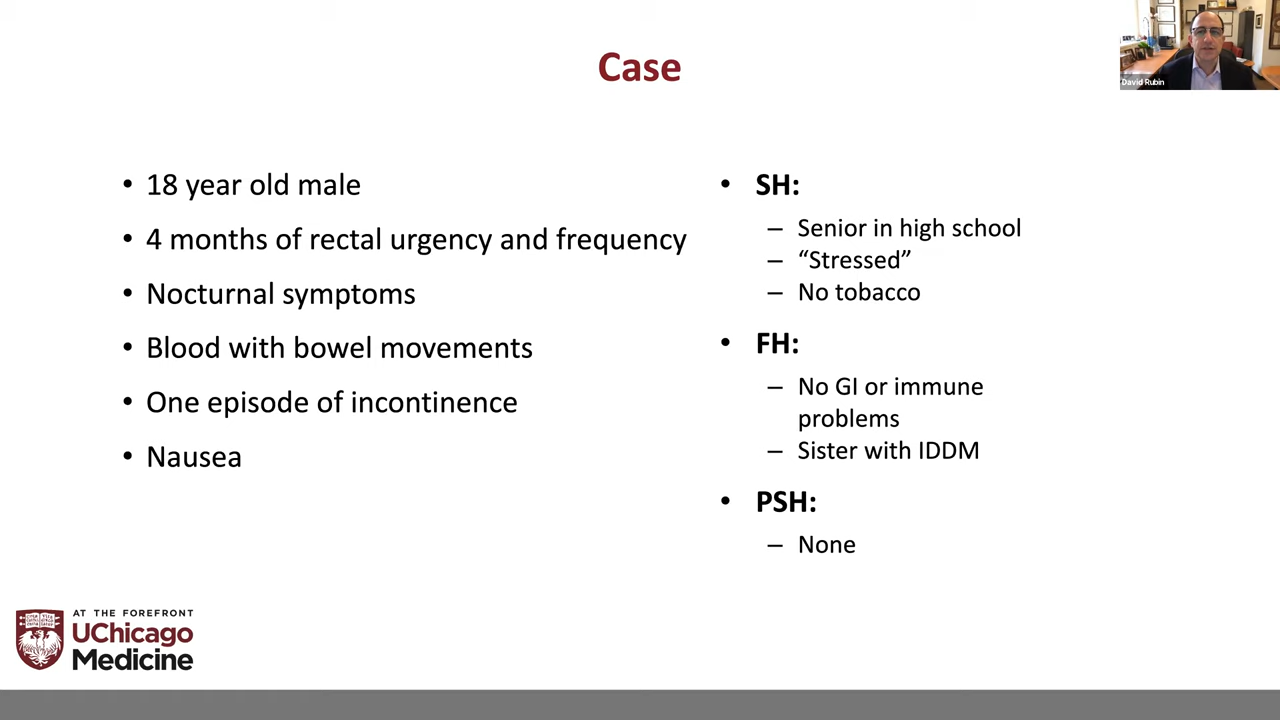 Case
David Rubin
• 18 year old male
• 4 months of rectal urgency and frequency
• Nocturnal symptoms
• Blood with bowel movements
• One episode of incontinence
• Nausea
• SH:
– Senior in high school
– “Stressed”
– No tobacco
• FH:
– No GI or immune
problems
– Sister with IDDM
• PSH:
– None
AT THE FOREFRONT
UChicago
Medicine